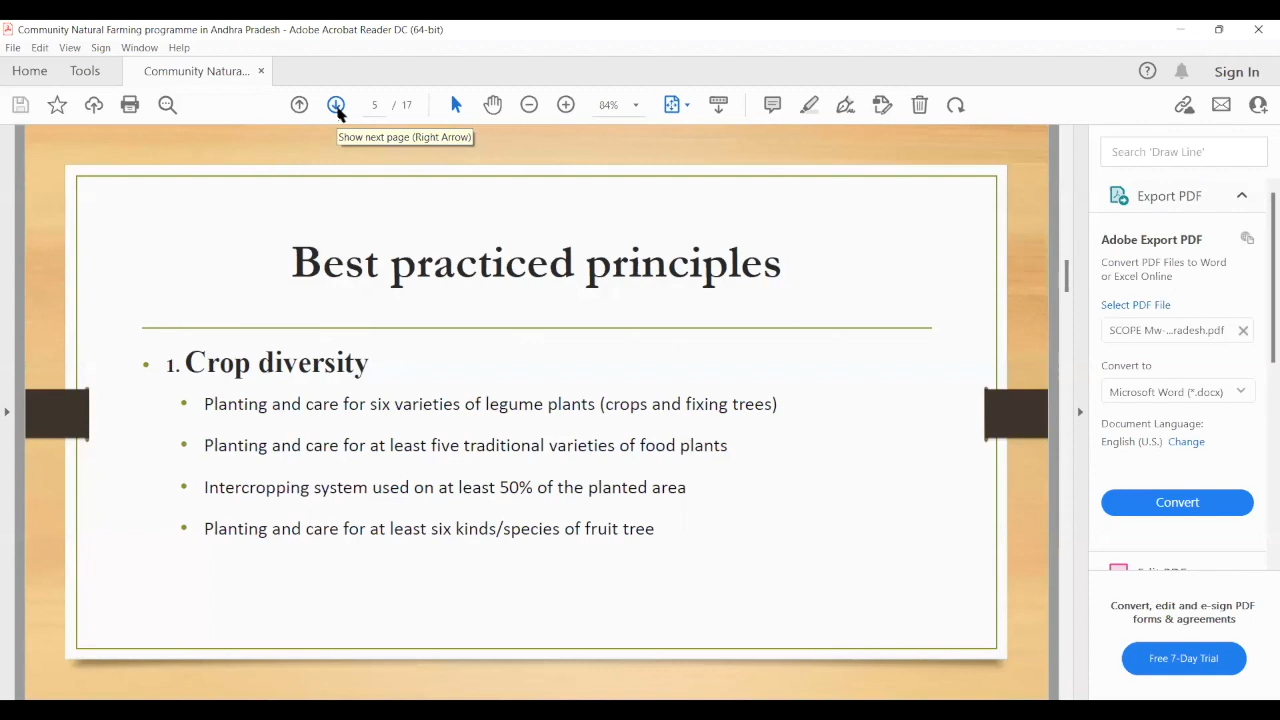 Community Natural Farming programme in Andhra Pradesh - Adobe Acrobat Reader DC (64-bit)
File Edit View Sign Window Help
Home Tools Community Natura... ×
Sign In
5 / 17
84%
Show next page (Right Arrow)
Best practiced principles
• 1. Crop diversity
• Planting and care for six varieties of legume plants (crops and fixing trees)
• Planting and care for at least five traditional varieties of food plants
• Intercropping system used on at least 50% of the planted area
• Planting and care for at least six kinds/species of fruit tree
Search 'Draw Line'
Export PDF
Adobe Export PDF
Convert PDF Files to Word
or Excel Online
Select PDF File
SCOPE Mw-...radesh.pdf
Convert to
Microsoft Word (*.docx)
Document Language:
English (U.S.) Change
Convert
Convert, edit and e-sign PDF
forms & agreements
Free 7-Day Trial